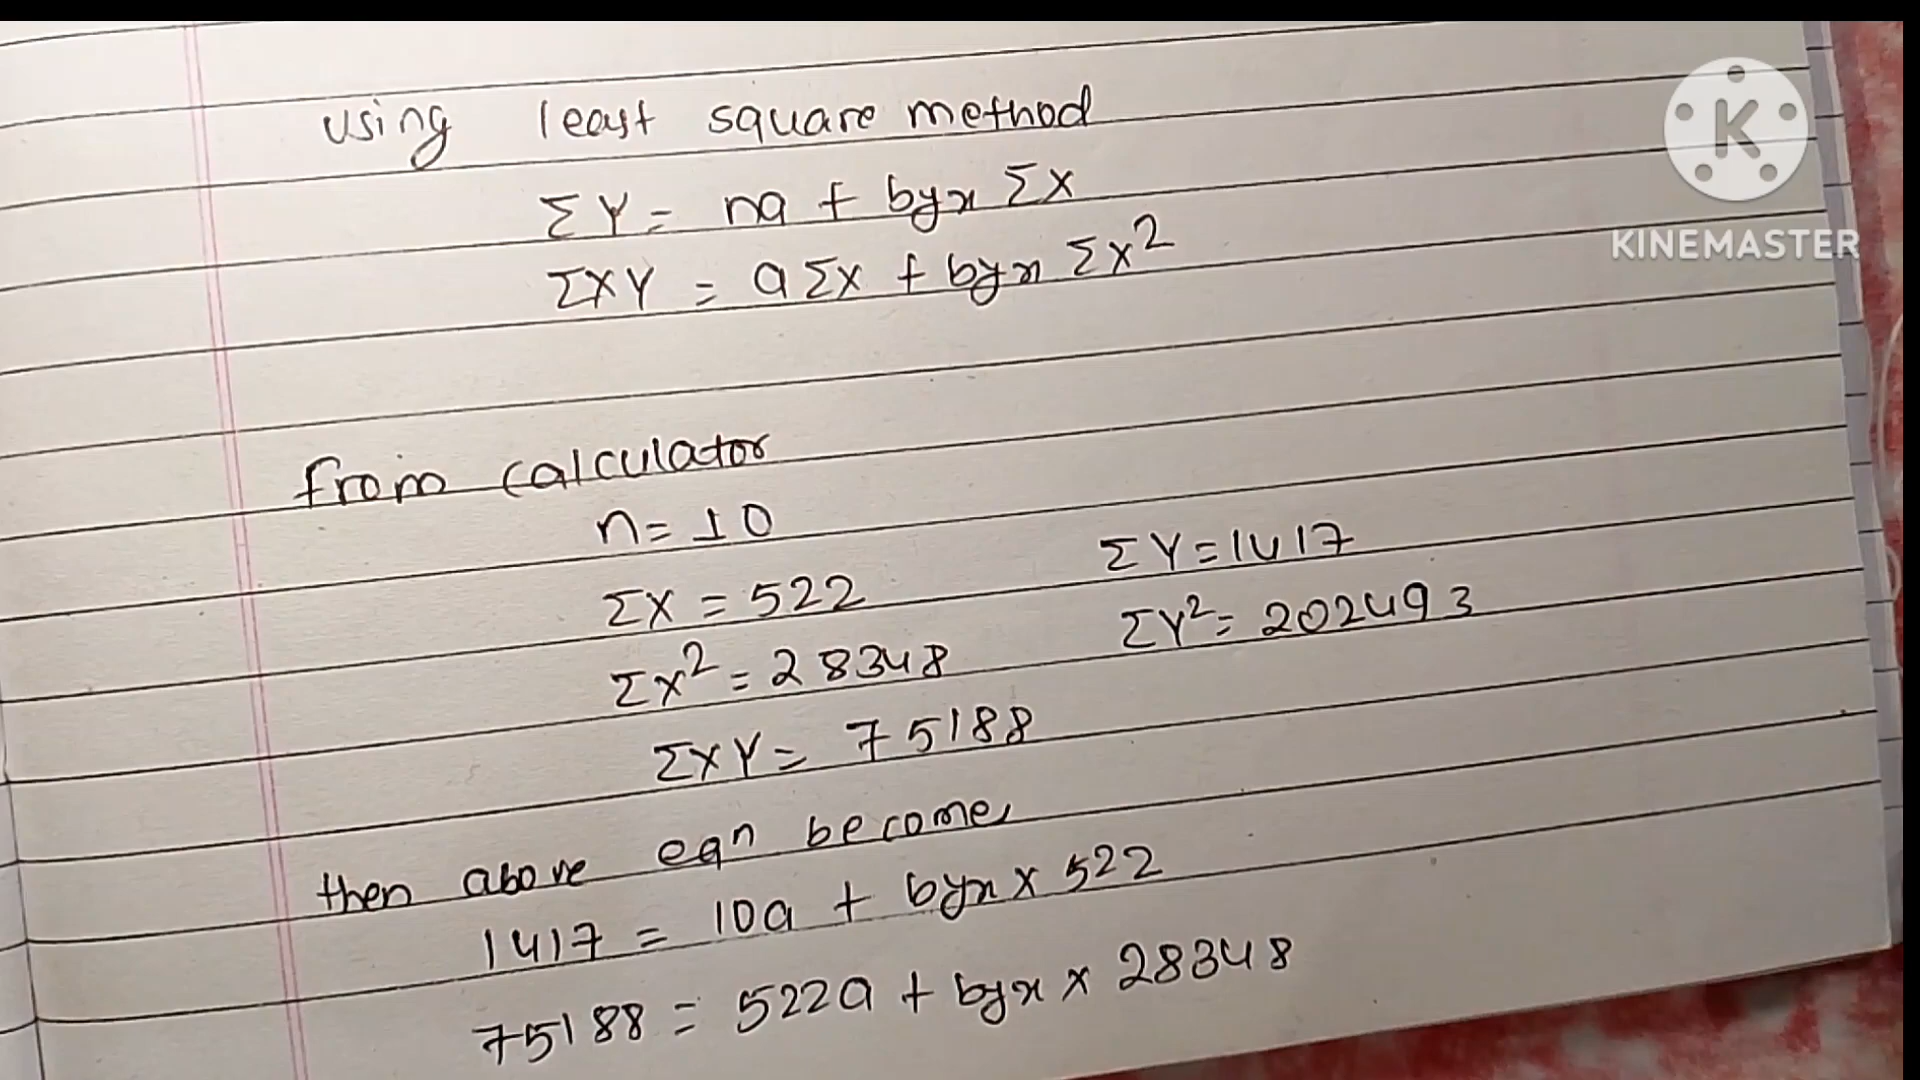 using least square method
ΣY = na + byx ΣX
ΣXY = aΣX + byx ΣX²
K
KINEMASTER
from calculator
n = 10
ΣX = 522 ΣY = 1417
ΣX² = 28348 ΣY² = 202493
ΣXY = 75188
then above eqn become,
1417 = 10a + byx × 522
75188 = 522a + byx × 28348